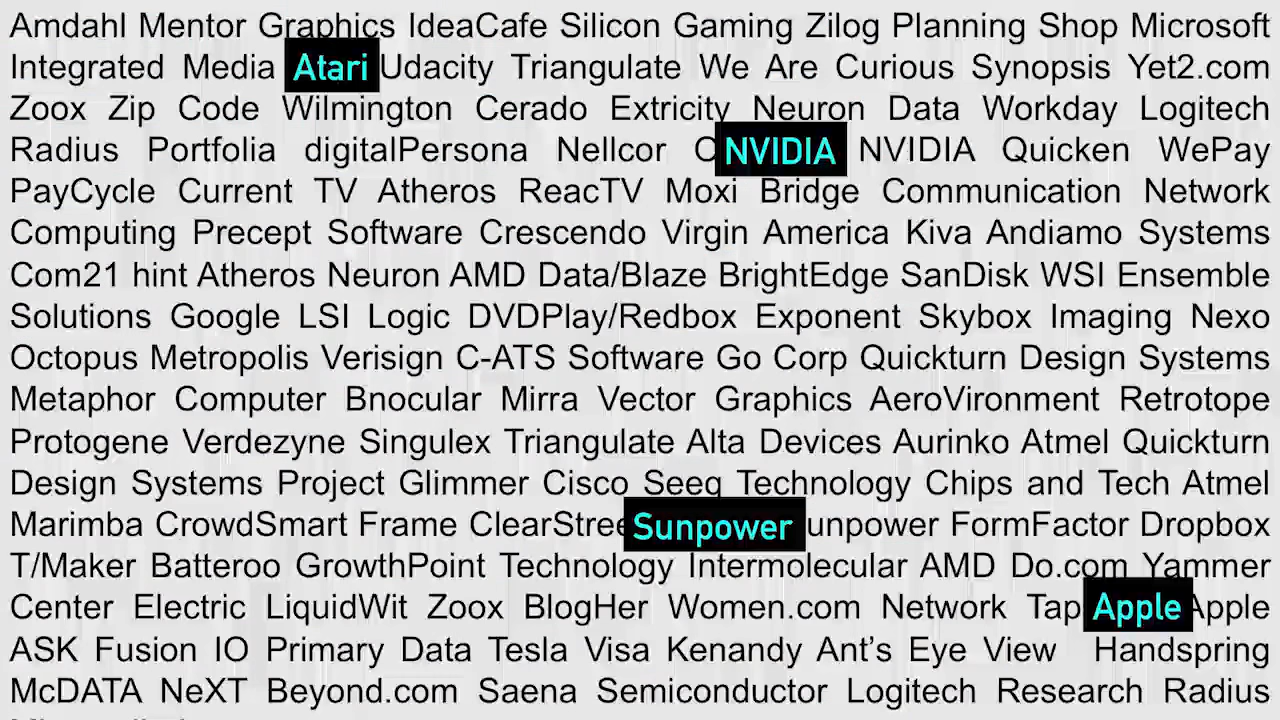 Amdahl Mentor Graphics IdeaCafe Silicon Gaming Zilog Planning Shop Microsoft
Integrated Media Atari Udacity Triangulate We Are Curious Synopsis Yet2.com
Zoox Zip Code Wilmington Cerado Extricity Neuron Data Workday Logitech
Radius Portfolia digitalPersona Nellcor NVIDIA NVIDIA Quicken WePay
PayCycle Current TV Atheros ReacTV Moxi Bridge Communication Network
Computing Precept Software Crescendo Virgin America Kiva Andiamo Systems
Com21 hint Atheros Neuron AMD Data/Blaze BrightEdge SanDisk WSI Ensemble
Solutions Google LSI Logic DVDPlay/Redbox Exponent Skybox Imaging Nexo
Octopus Metropolis Verisign C-ATS Software Go Corp Quickturn Design Systems
Metaphor Computer Bnocular Mirra Vector Graphics AeroVironment Retrotope
Protogene Verdezyne Singulex Triangulate Alta Devices Aurinko Atmel Quickturn
Design Systems Project Glimmer Cisco Seeq Technology Chips and Tech Atmel
Marimba CrowdSmart Frame ClearStree Sunpower unpower FormFactor Dropbox
T/Maker Batteroo GrowthPoint Technology Intermolecular AMD Do.com Yammer
Center Electric LiquidWit Zoox BlogHer Women.com Network Tap Apple Apple
ASK Fusion IO Primary Data Tesla Visa Kenandy Ant’s Eye View Handspring
McDATA NeXT Beyond.com Saena Semiconductor Logitech Research Radius